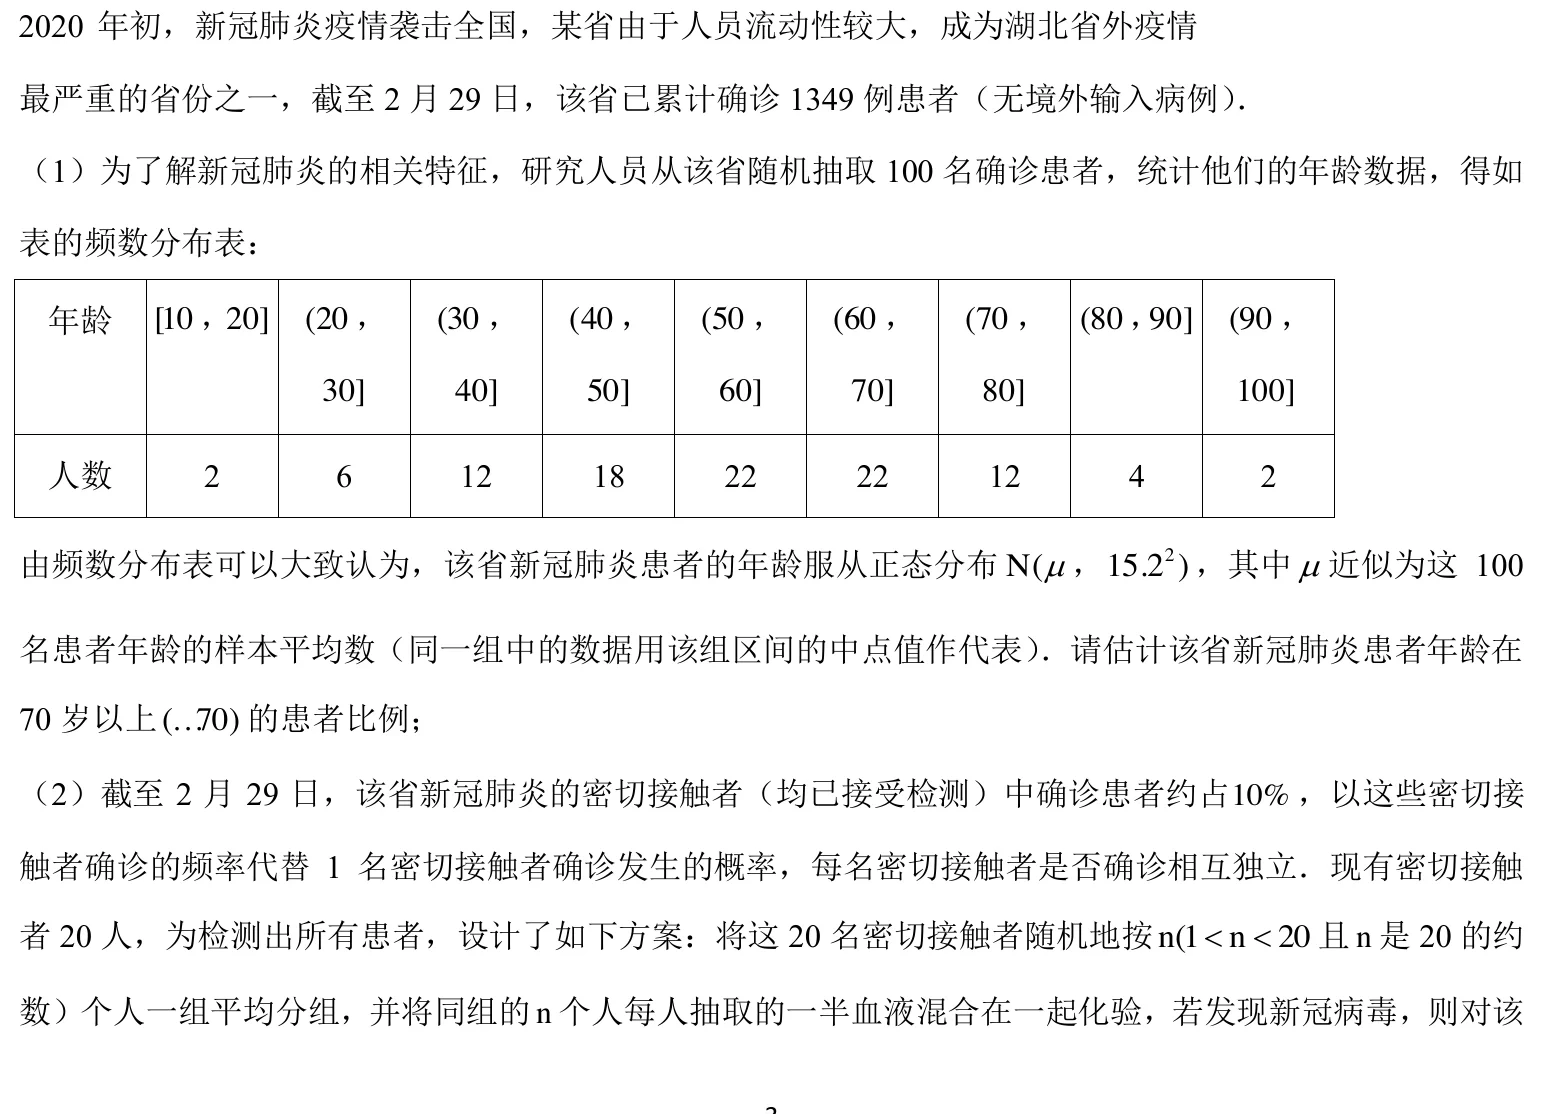 2020 年初，新冠肺炎疫情袭击全国，某省由于人员流动性较大，成为湖北省外疫情
最严重的省份之一，截至 2 月 29 日，该省已累计确诊 1349 例患者（无境外输入病例）．
（1）为了解新冠肺炎的相关特征，研究人员从该省随机抽取 100 名确诊患者，统计他们的年龄数据，得如
表的频数分布表：
年龄 [10，20] (20，30] (30，40] (40，50] (50，60] (60，70] (70，80] (80，90] (90，100]
人数 2 6 12 18 22 22 12 4 2
由频数分布表可以大致认为，该省新冠肺炎患者的年龄服从正态分布 N(μ，15.2²)，其中 μ 近似为这 100
名患者年龄的样本平均数（同一组中的数据用该组区间的中点值作代表）．请估计该省新冠肺炎患者年龄在
70 岁以上 (…70) 的患者比例；
（2）截至 2 月 29 日，该省新冠肺炎的密切接触者（均已接受检测）中确诊患者约占10%，以这些密切接
触者确诊的频率代替 1 名密切接触者确诊发生的概率，每名密切接触者是否确诊相互独立．现有密切接触
者 20 人，为检测出所有患者，设计了如下方案：将这 20 名密切接触者随机地按 n(1<n<20 且 n 是 20 的约
数）个人一组平均分组，并将同组的 n 个人每人抽取的一半血液混合在一起化验，若发现新冠病毒，则对该